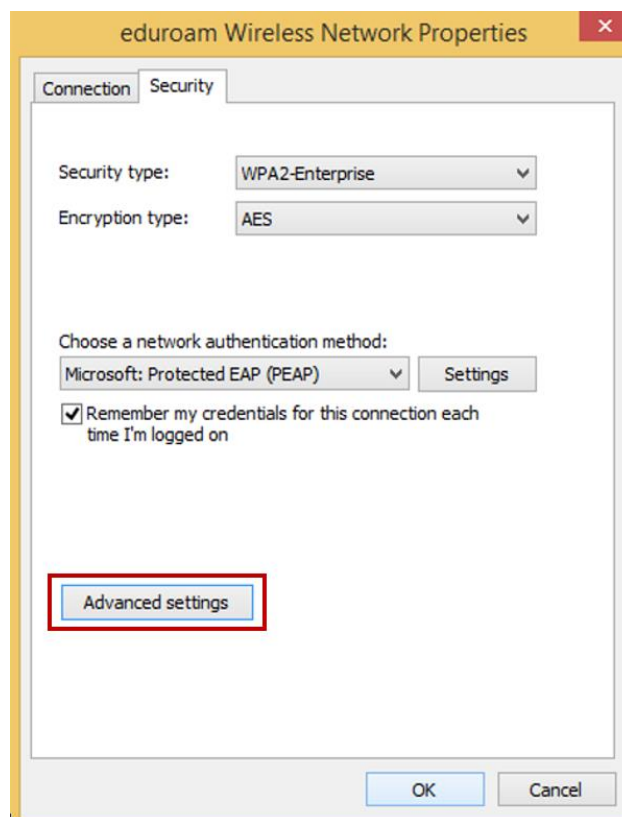 eduroam Wireless Network Properties
Connection Security
Security type: WPA2-Enterprise
Encryption type: AES
Choose a network authentication method:
Microsoft: Protected EAP (PEAP) Settings
Remember my credentials for this connection each
time I'm logged on
Advanced settings
OK Cancel